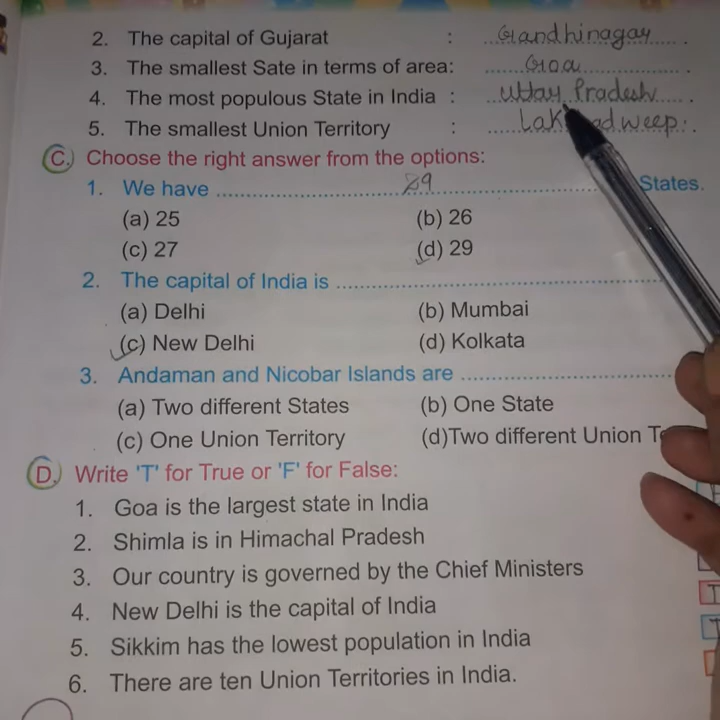 2. The capital of Gujarat : Gandhinagar
3. The smallest Sate in terms of area: Goa
4. The most populous State in India : Uttar Pradesh
5. The smallest Union Territory :
C. Choose the right answer from the options:
1. We have 29 States.
(a) 25 (b) 26
(c) 27 (d) 29
2. The capital of India is
(a) Delhi (b) Mumbai
(c) New Delhi (d) Kolkata
3. Andaman and Nicobar Islands are
(a) Two different States (b) One State
(c) One Union Territory (d)Two different Union
D. Write 'T' for True or 'F' for False:
1. Goa is the largest state in India
2. Shimla is in Himachal Pradesh
3. Our country is governed by the Chief Ministers
4. New Delhi is the capital of India T
5. Sikkim has the lowest population in India T
6. There are ten Union Territories in India.